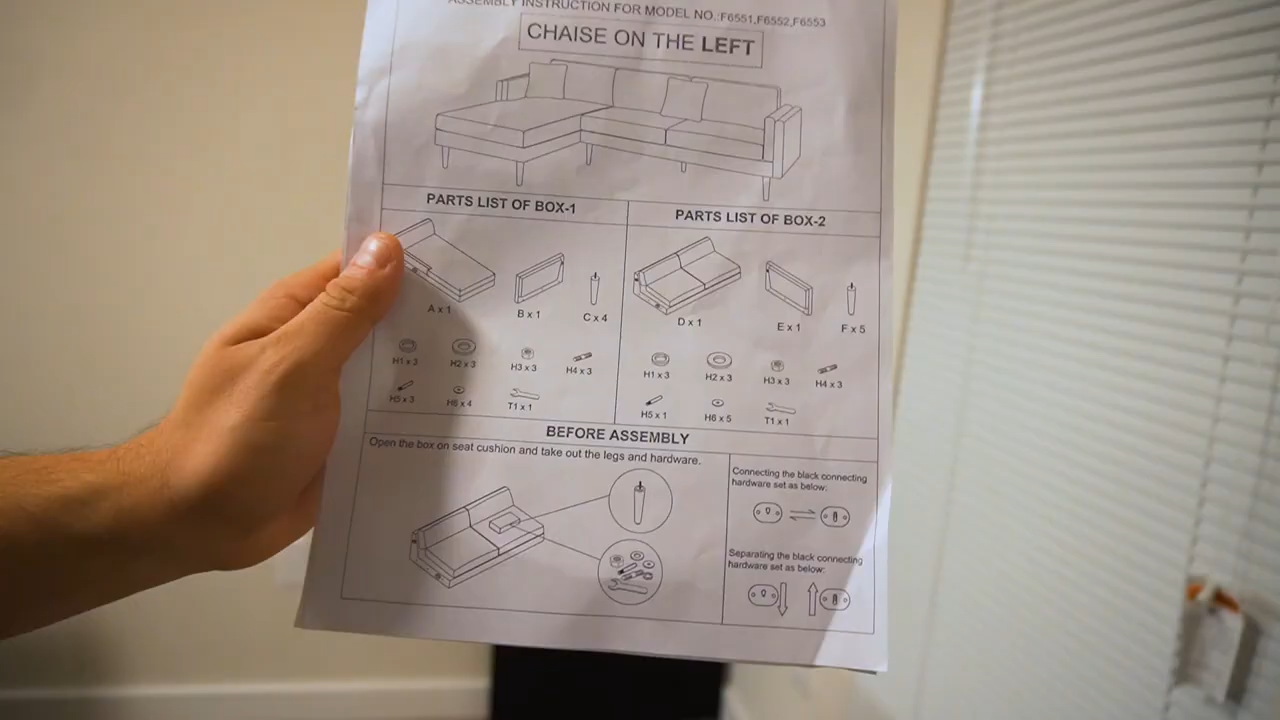 ASSEMBLY INSTRUCTION FOR MODEL NO.:F6551,F6552,F6553
CHAISE ON THE LEFT
PARTS LIST OF BOX-1
A x 1
B x 1
C x 4
H1 x 3
H2 x 3
H3 x 3
H4 x 3
H5 x 3
H6 x 4
T1 x 1
PARTS LIST OF BOX-2
D x 1
E x 1
F x 5
H1 x 3
H2 x 3
H3 x 3
H4 x 3
H5 x 1
H6 x 5
T1 x 1
BEFORE ASSEMBLY
Open the box on seat cushion and take out the legs and hardware.
Connecting the black connecting
hardware set as below:
Separating the black connecting
hardware set as below: